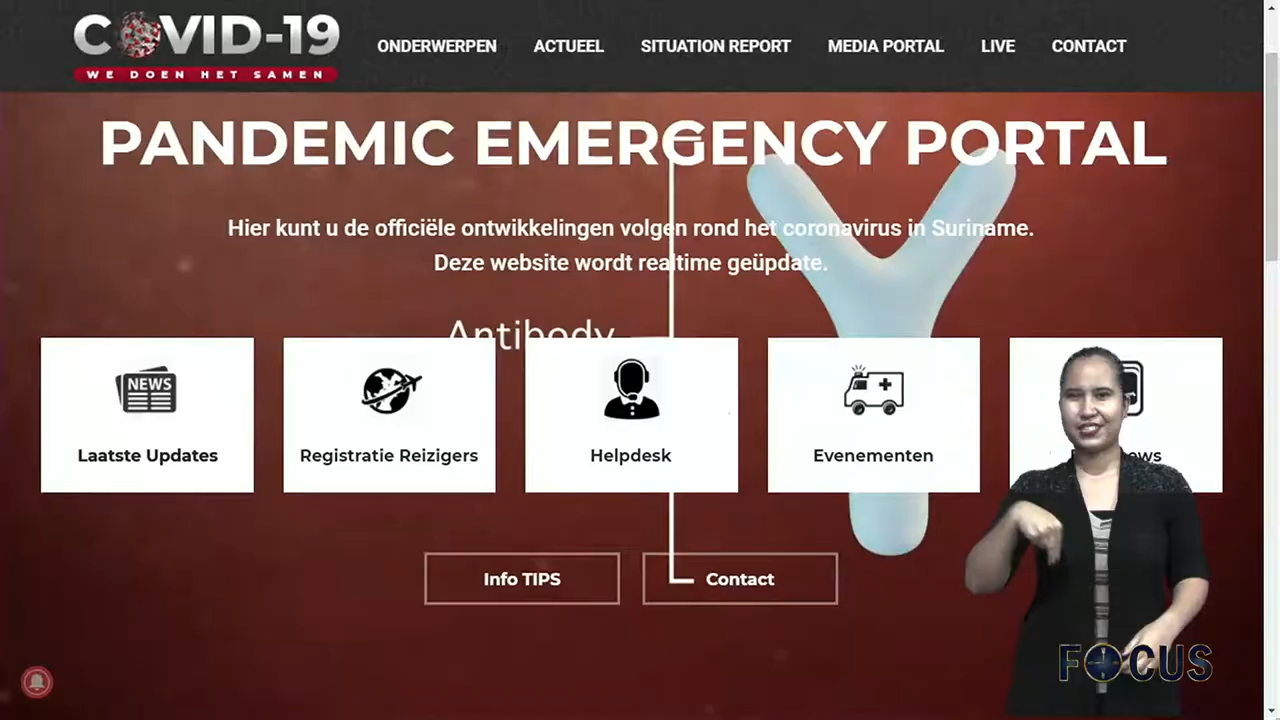 COVID-19
WE DOEN HET SAMEN
ONDERWERPEN ACTUEEL SITUATION REPORT MEDIA PORTAL LIVE CONTACT
PANDEMIC EMERGENCY PORTAL
Hier kunt u de officiële ontwikkelingen volgen rond het coronavirus in Suriname.
Deze website wordt realtime geüpdate.
Antibody
NEWS
Laatste Updates
Registratie Reizigers
Helpdesk
Evenementen
Info TIPS
Contact
FOCUS